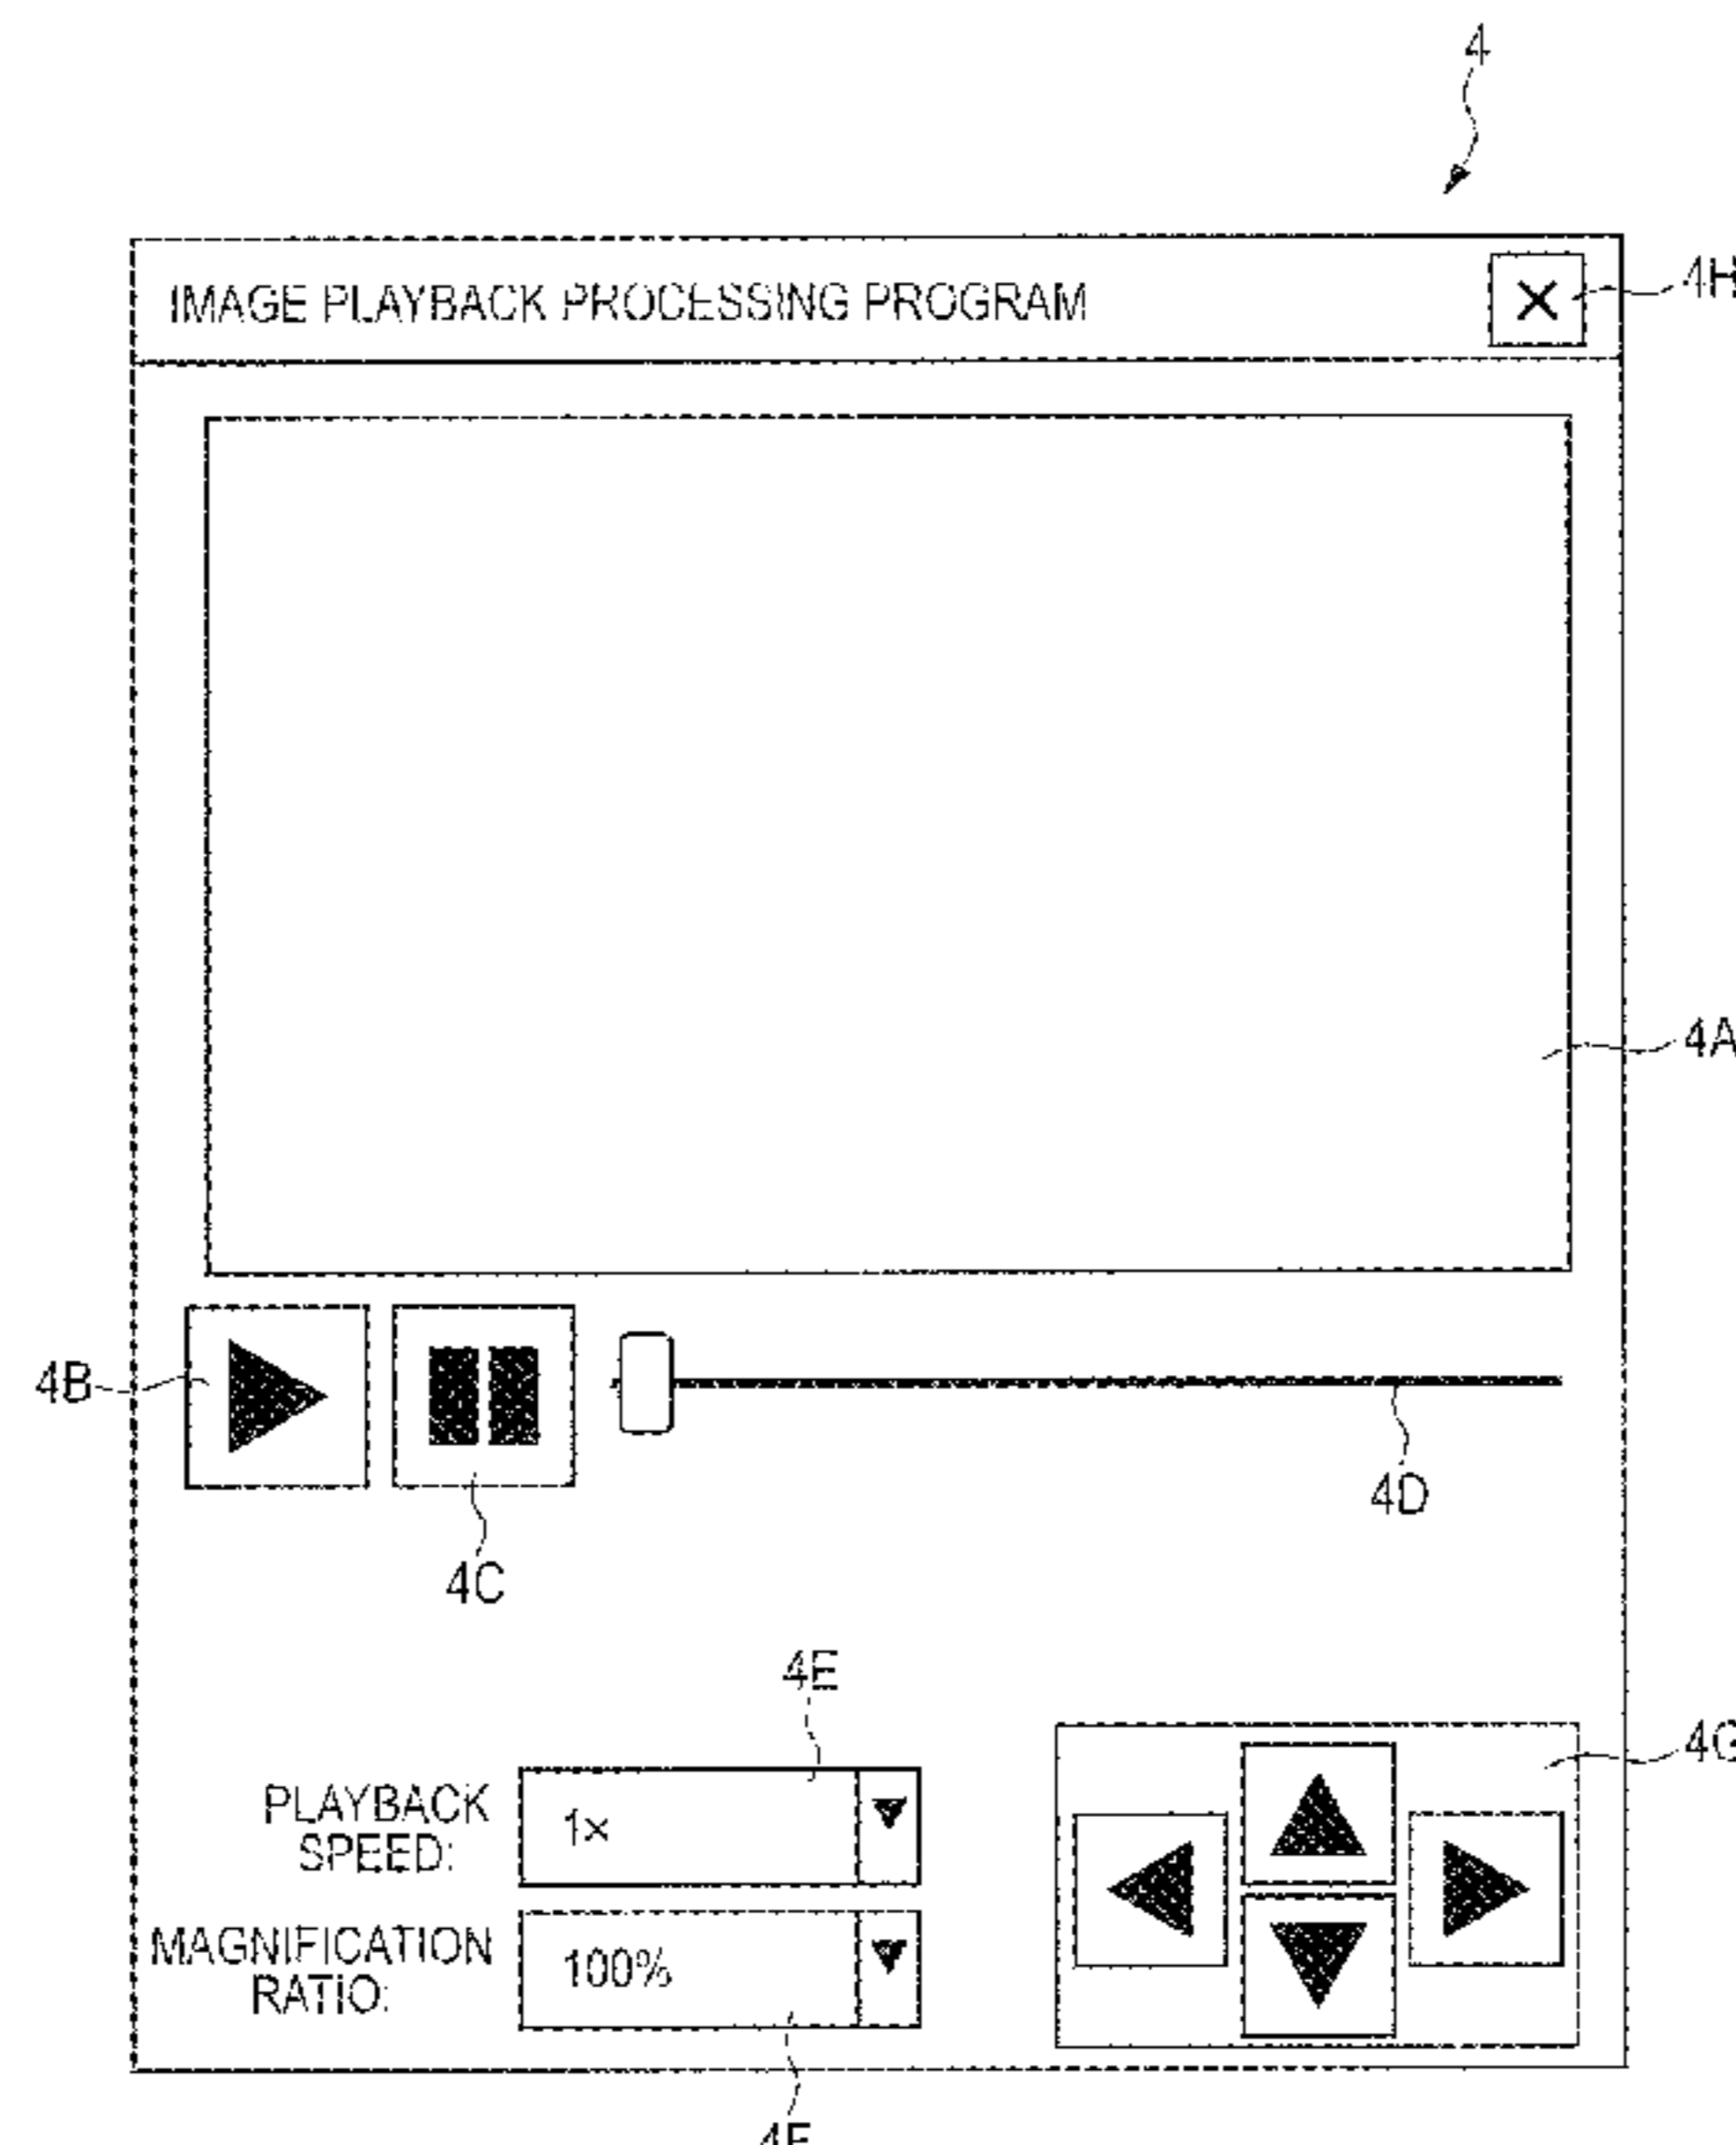 4
IMAGE PLAYBACK PROCESSING PROGRAM
4H
4A
4B
4D
4C
4E
4G
PLAYBACK
SPEED:
1×
MAGNIFICATION
RATIO:
100%
4F